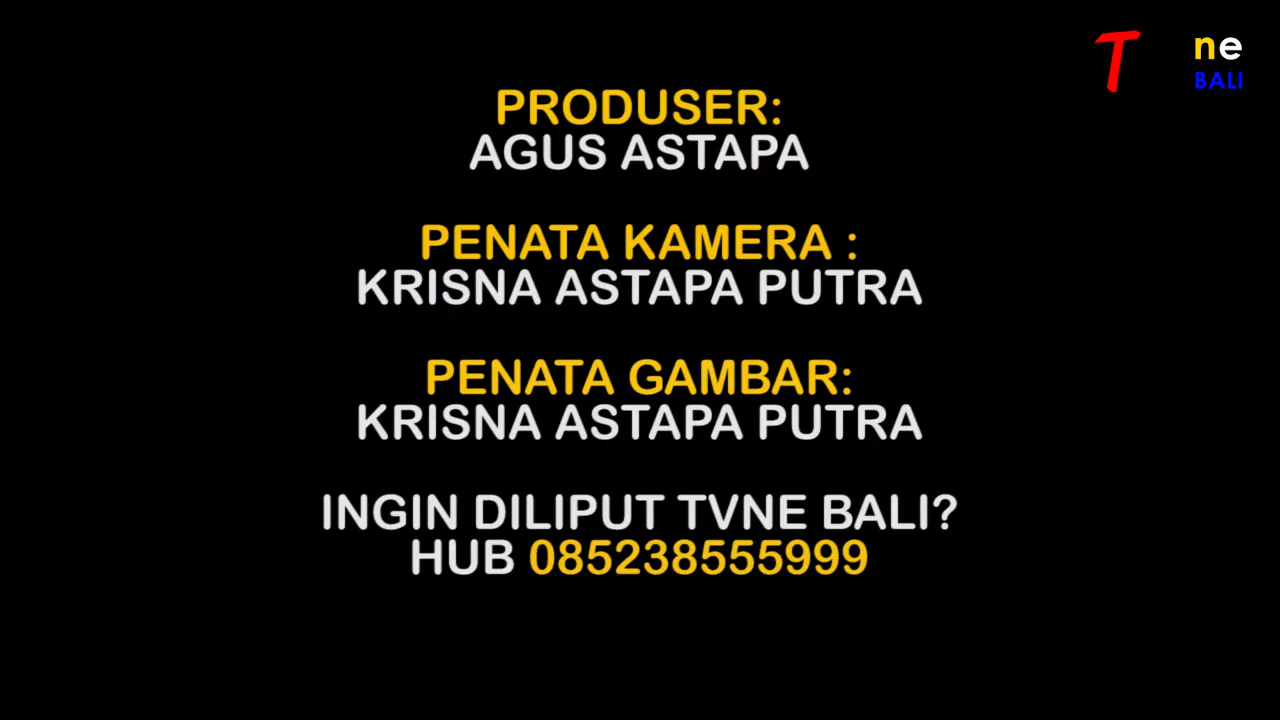 T ne
BALI
PRODUSER:
AGUS ASTAPA
PENATA KAMERA :
KRISNA ASTAPA PUTRA
PENATA GAMBAR:
KRISNA ASTAPA PUTRA
INGIN DILIPUT TVNE BALI?
HUB 085238555999